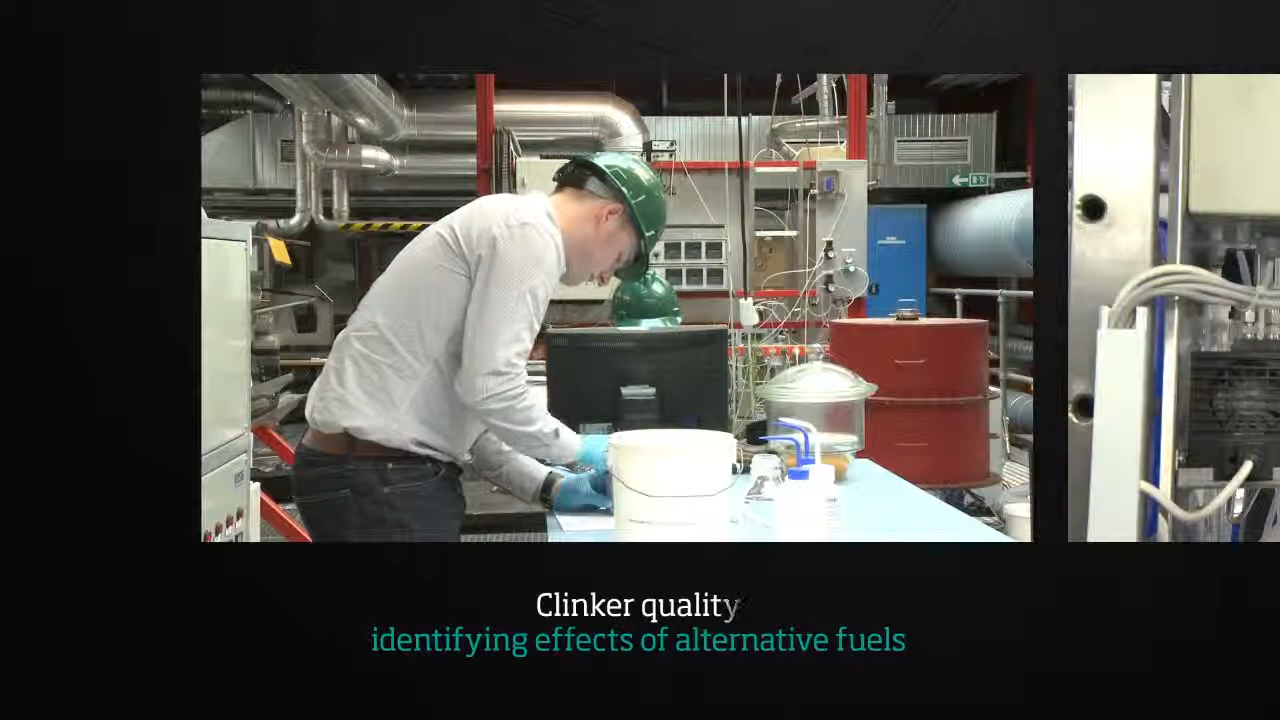 Clinker quality
identifying effects of alternative fuels